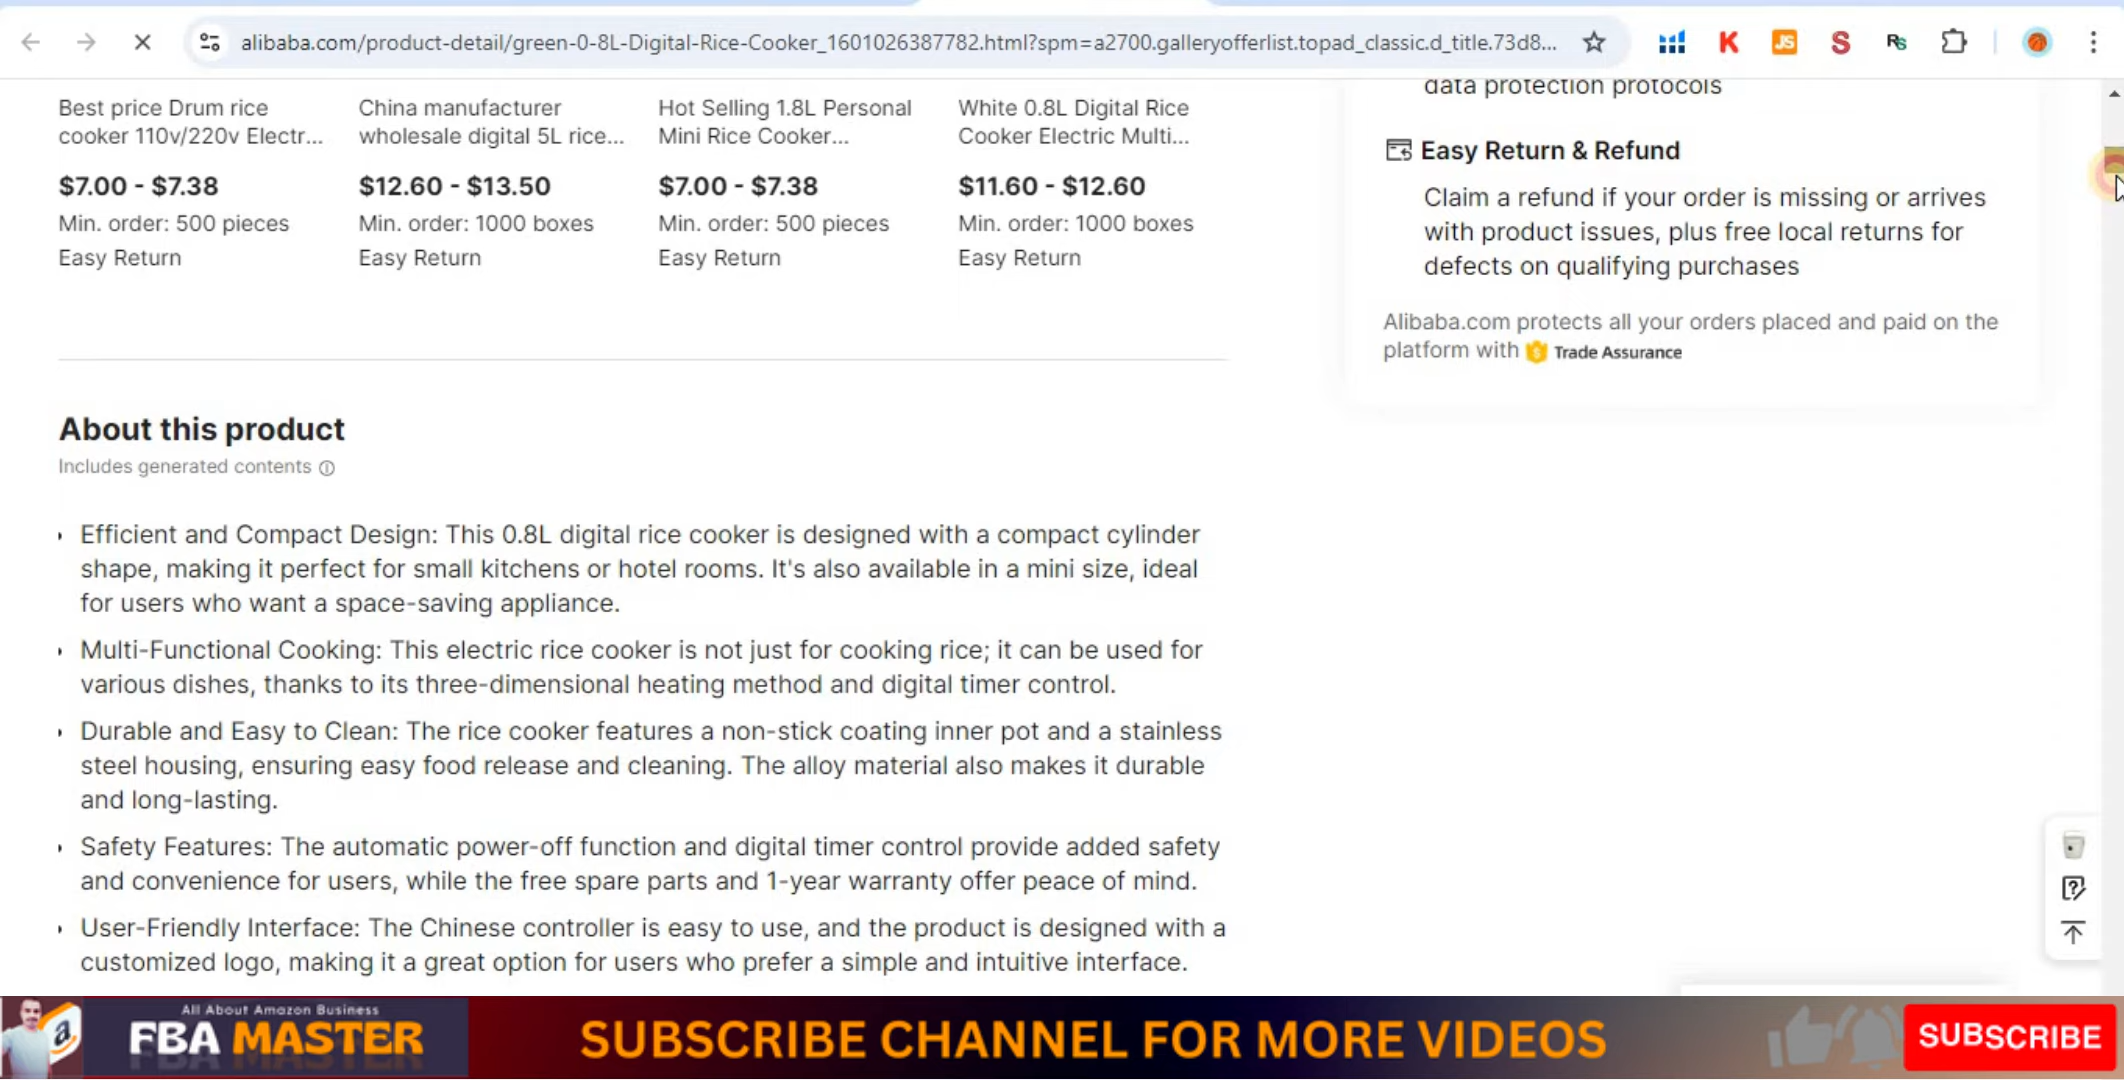 alibaba.com/product-detail/green-0-8L-Digital-Rice-Cooker_1601026387782.html?spm=a2700.galleryofferlist.topad_classic.d_title.73d8...
K JS S RS
Best price Drum rice
cooker 110v/220v Electr...
$7.00 - $7.38
Min. order: 500 pieces
Easy Return
China manufacturer
wholesale digital 5L rice...
$12.60 - $13.50
Min. order: 1000 boxes
Easy Return
Hot Selling 1.8L Personal
Mini Rice Cooker...
$7.00 - $7.38
Min. order: 500 pieces
Easy Return
White 0.8L Digital Rice
Cooker Electric Multi...
$11.60 - $12.60
Min. order: 1000 boxes
Easy Return
data protection protocols
Easy Return & Refund
Claim a refund if your order is missing or arrives
with product issues, plus free local returns for
defects on qualifying purchases
Alibaba.com protects all your orders placed and paid on the
platform with Trade Assurance
About this product
Includes generated contents
Efficient and Compact Design: This 0.8L digital rice cooker is designed with a compact cylinder
shape, making it perfect for small kitchens or hotel rooms. It's also available in a mini size, ideal
for users who want a space-saving appliance.
Multi-Functional Cooking: This electric rice cooker is not just for cooking rice; it can be used for
various dishes, thanks to its three-dimensional heating method and digital timer control.
Durable and Easy to Clean: The rice cooker features a non-stick coating inner pot and a stainless
steel housing, ensuring easy food release and cleaning. The alloy material also makes it durable
and long-lasting.
Safety Features: The automatic power-off function and digital timer control provide added safety
and convenience for users, while the free spare parts and 1-year warranty offer peace of mind.
User-Friendly Interface: The Chinese controller is easy to use, and the product is designed with a
customized logo, making it a great option for users who prefer a simple and intuitive interface.
All About Amazon Business
FBA MASTER
SUBSCRIBE CHANNEL FOR MORE VIDEOS
SUBSCRIBE